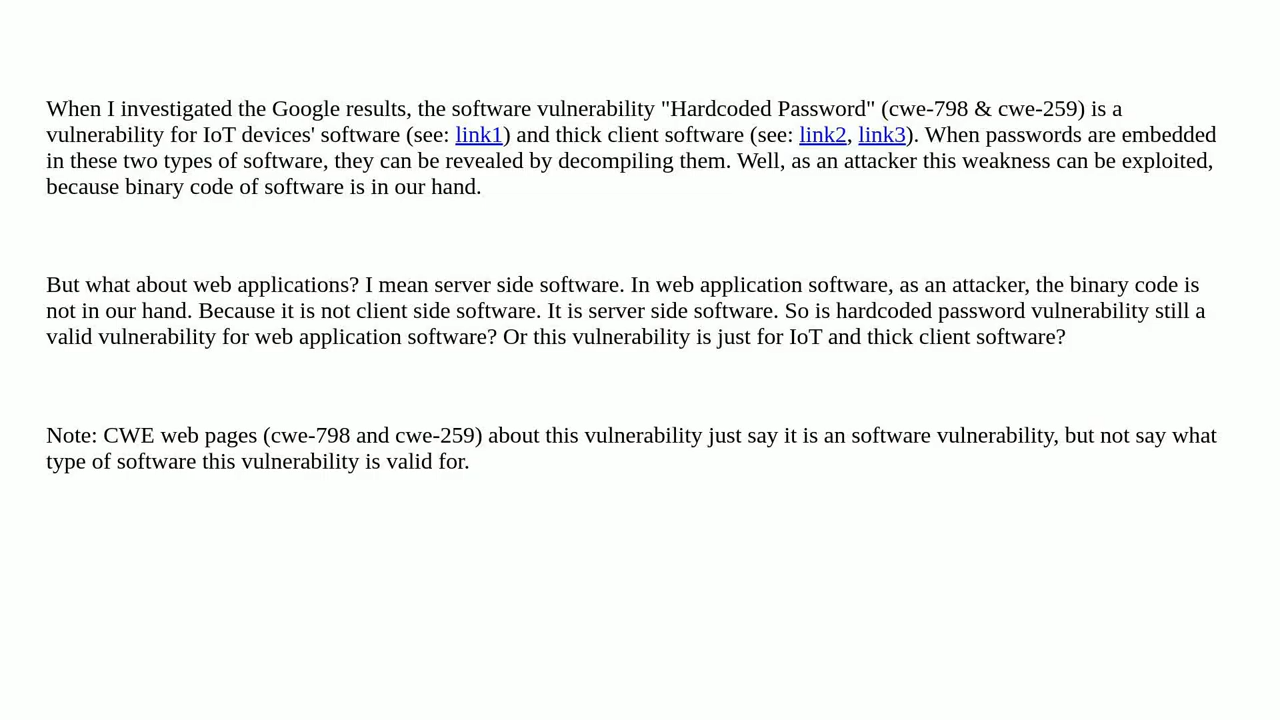 When I investigated the Google results, the software vulnerability "Hardcoded Password" (cwe-798 & cwe-259) is a
vulnerability for IoT devices' software (see: link1) and thick client software (see: link2, link3). When passwords are embedded
in these two types of software, they can be revealed by decompiling them. Well, as an attacker this weakness can be exploited,
because binary code of software is in our hand.
But what about web applications? I mean server side software. In web application software, as an attacker, the binary code is
not in our hand. Because it is not client side software. It is server side software. So is hardcoded password vulnerability still a
valid vulnerability for web application software? Or this vulnerability is just for IoT and thick client software?
Note: CWE web pages (cwe-798 and cwe-259) about this vulnerability just say it is an software vulnerability, but not say what
type of software this vulnerability is valid for.